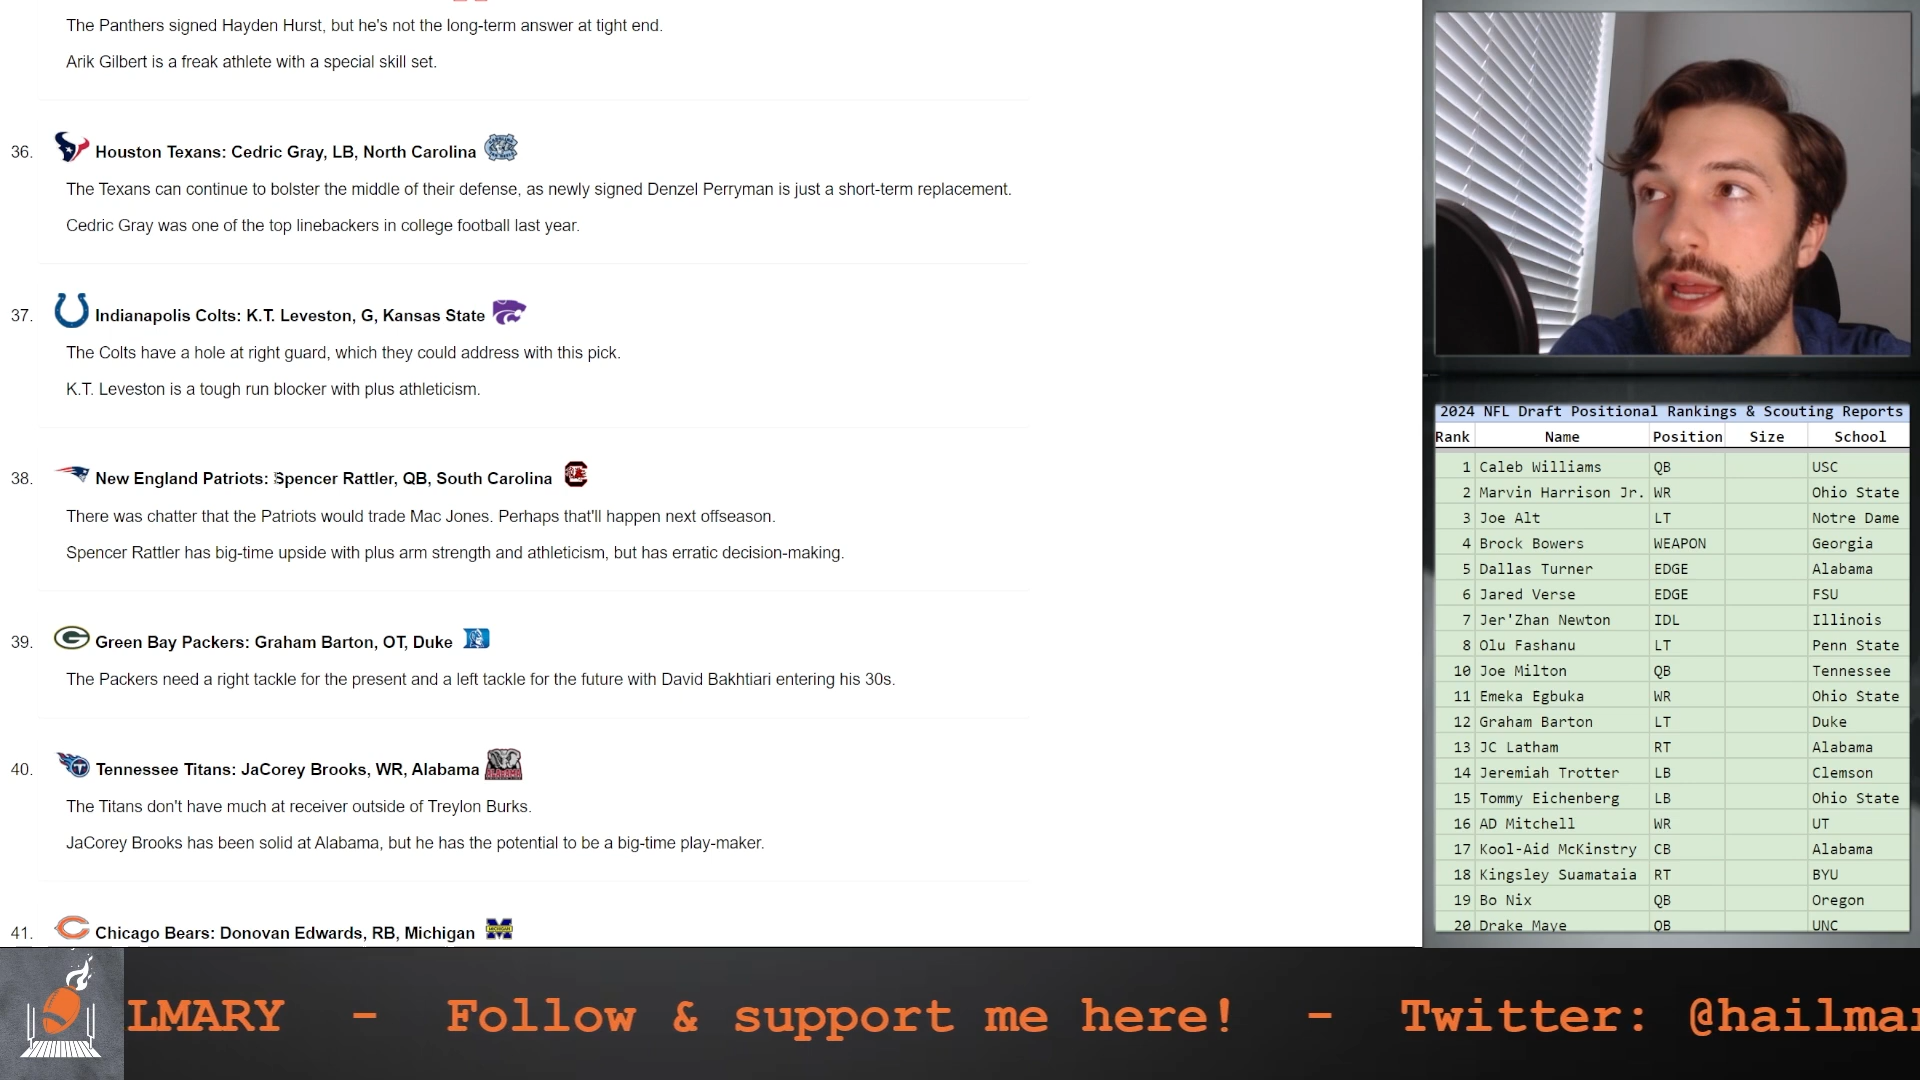 The Panthers signed Hayden Hurst, but he's not the long-term answer at tight end.
Arik Gilbert is a freak athlete with a special skill set.
36. Houston Texans: Cedric Gray, LB, North Carolina
The Texans can continue to bolster the middle of their defense, as newly signed Denzel Perryman is just a short-term replacement.
Cedric Gray was one of the top linebackers in college football last year.
37. Indianapolis Colts: K.T. Leveston, G, Kansas State
The Colts have a hole at right guard, which they could address with this pick.
K.T. Leveston is a tough run blocker with plus athleticism.
38. New England Patriots: Spencer Rattler, QB, South Carolina
There was chatter that the Patriots would trade Mac Jones. Perhaps that'll happen next offseason.
Spencer Rattler has big-time upside with plus arm strength and athleticism, but has erratic decision-making.
39. Green Bay Packers: Graham Barton, OT, Duke
The Packers need a right tackle for the present and a left tackle for the future with David Bakhtiari entering his 30s.
40. Tennessee Titans: JaCorey Brooks, WR, Alabama
The Titans don't have much at receiver outside of Treylon Burks.
JaCorey Brooks has been solid at Alabama, but he has the potential to be a big-time play-maker.
41. Chicago Bears: Donovan Edwards, RB, Michigan
2024 NFL Draft Positional Rankings & Scouting Reports
Rank Name Position Size School
1 Caleb Williams QB USC
2 Marvin Harrison Jr. WR Ohio State
3 Joe Alt LT Notre Dame
4 Brock Bowers WEAPON Georgia
5 Dallas Turner EDGE Alabama
6 Jared Verse EDGE FSU
7 Jer'Zhan Newton IDL Illinois
8 Olu Fashanu LT Penn State
10 Joe Milton QB Tennessee
11 Emeka Egbuka WR Ohio State
12 Graham Barton LT Duke
13 JC Latham RT Alabama
14 Jeremiah Trotter LB Clemson
15 Tommy Eichenberg LB Ohio State
16 AD Mitchell WR UT
17 Kool-Aid McKinstry CB Alabama
18 Kingsley Suamataia RT BYU
19 Bo Nix QB Oregon
20 Drake Maye QB UNC
LMARY - Follow & support me here! - Twitter: @hailmar